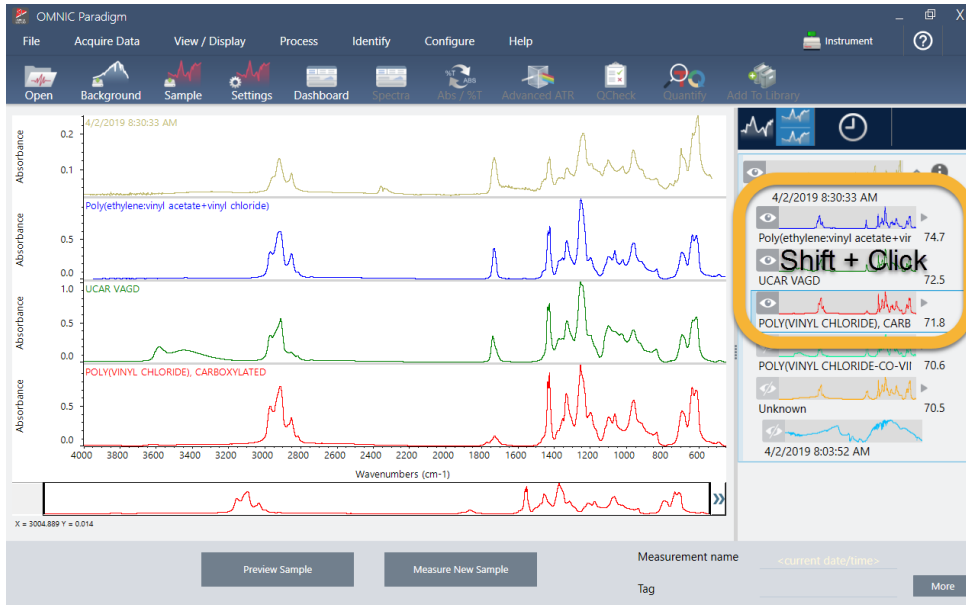 OMNIC Paradigm
File Acquire Data View / Display Process Identify Configure Help Instrument
Open Background Sample Settings Dashboard Spectra Abs / %T Advanced ATR QCheck Quantify Add To Library
%T ABS
4/2/2019 8:30:33 AM
Absorbance
0.2
0.1
Poly(ethylene:vinyl acetate+vinyl chloride)
Absorbance
0.5
0.0
UCAR VAGD
Absorbance
1.0
0.5
0.0
POLY(VINYL CHLORIDE), CARBOXYLATED
Absorbance
0.5
0.0
4000 3800 3600 3400 3200 3000 2800 2600 2400 2200 2000 1800 1600 1400 1200 1000 800 600
Wavenumbers (cm-1)
X = 3004.889 Y = 0.014
4/2/2019 8:30:33 AM
Poly(ethylene:vinyl acetate+vir 74.7
Shift + Click
UCAR VAGD 72.5
POLY(VINYL CHLORIDE), CARB 71.8
POLY(VINYL CHLORIDE-CO-VII 70.6
Unknown 70.5
4/2/2019 8:03:52 AM
Preview Sample Measure New Sample
Measurement name <current date/time>
Tag
More